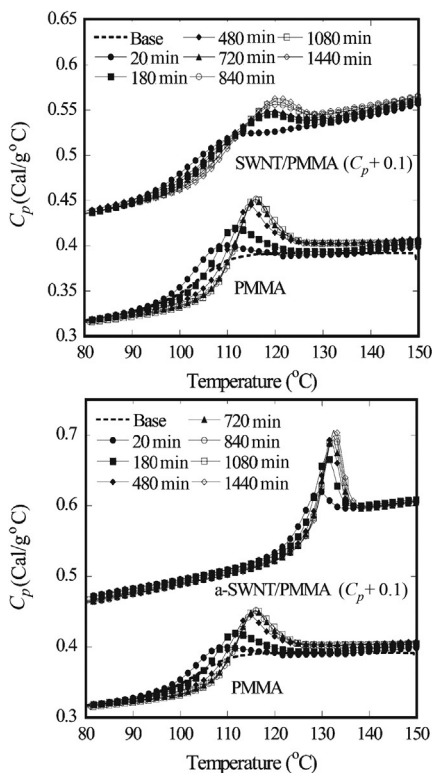 Base
20 min
180 min
480 min
720 min
840 min
1080 min
1440 min
0.65
0.6
0.55
0.5
0.45
0.4
0.35
0.3
C_p (Cal/g°C)
SWNT/PMMA (C_p + 0.1)
PMMA
80 90 100 110 120 130 140 150
Temperature (°C)
Base
20 min
180 min
480 min
720 min
840 min
1080 min
1440 min
0.7
0.6
0.5
0.4
0.3
C_p (Cal/g°C)
a-SWNT/PMMA (C_p + 0.1)
PMMA
80 90 100 110 120 130 140 150
Temperature (°C)